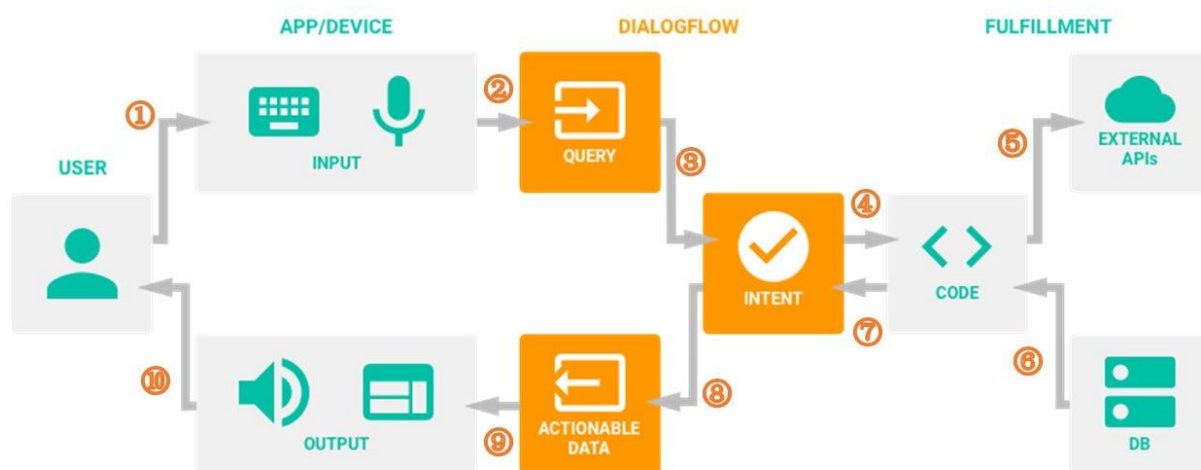 APP/DEVICE
DIALOGFLOW
FULFILLMENT
①
②
⑤
INPUT
QUERY
③
EXTERNAL
APIs
USER
④
INTENT
CODE
⑦
⑩
⑥
⑧
OUTPUT
⑨
ACTIONABLE
DATA
DB